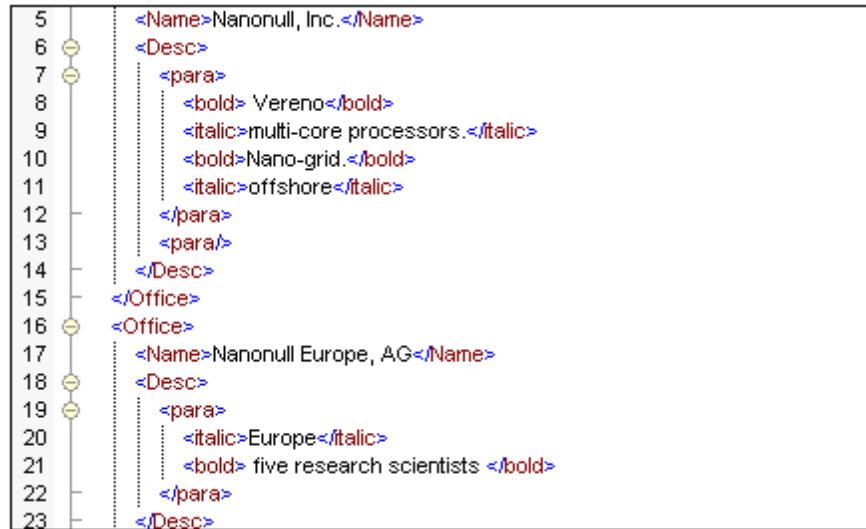 5 <Name>Nanonull, Inc.</Name>
6 <Desc>
7 <para>
8 <bold> Vereno</bold>
9 <italic>multi-core processors.</italic>
10 <bold>Nano-grid.</bold>
11 <italic>offshore</italic>
12 </para>
13 <para/>
14 </Desc>
15 </Office>
16 <Office>
17 <Name>Nanonull Europe, AG</Name>
18 <Desc>
19 <para>
20 <italic>Europe</italic>
21 <bold> five research scientists </bold>
22 </para>
23 </Desc>